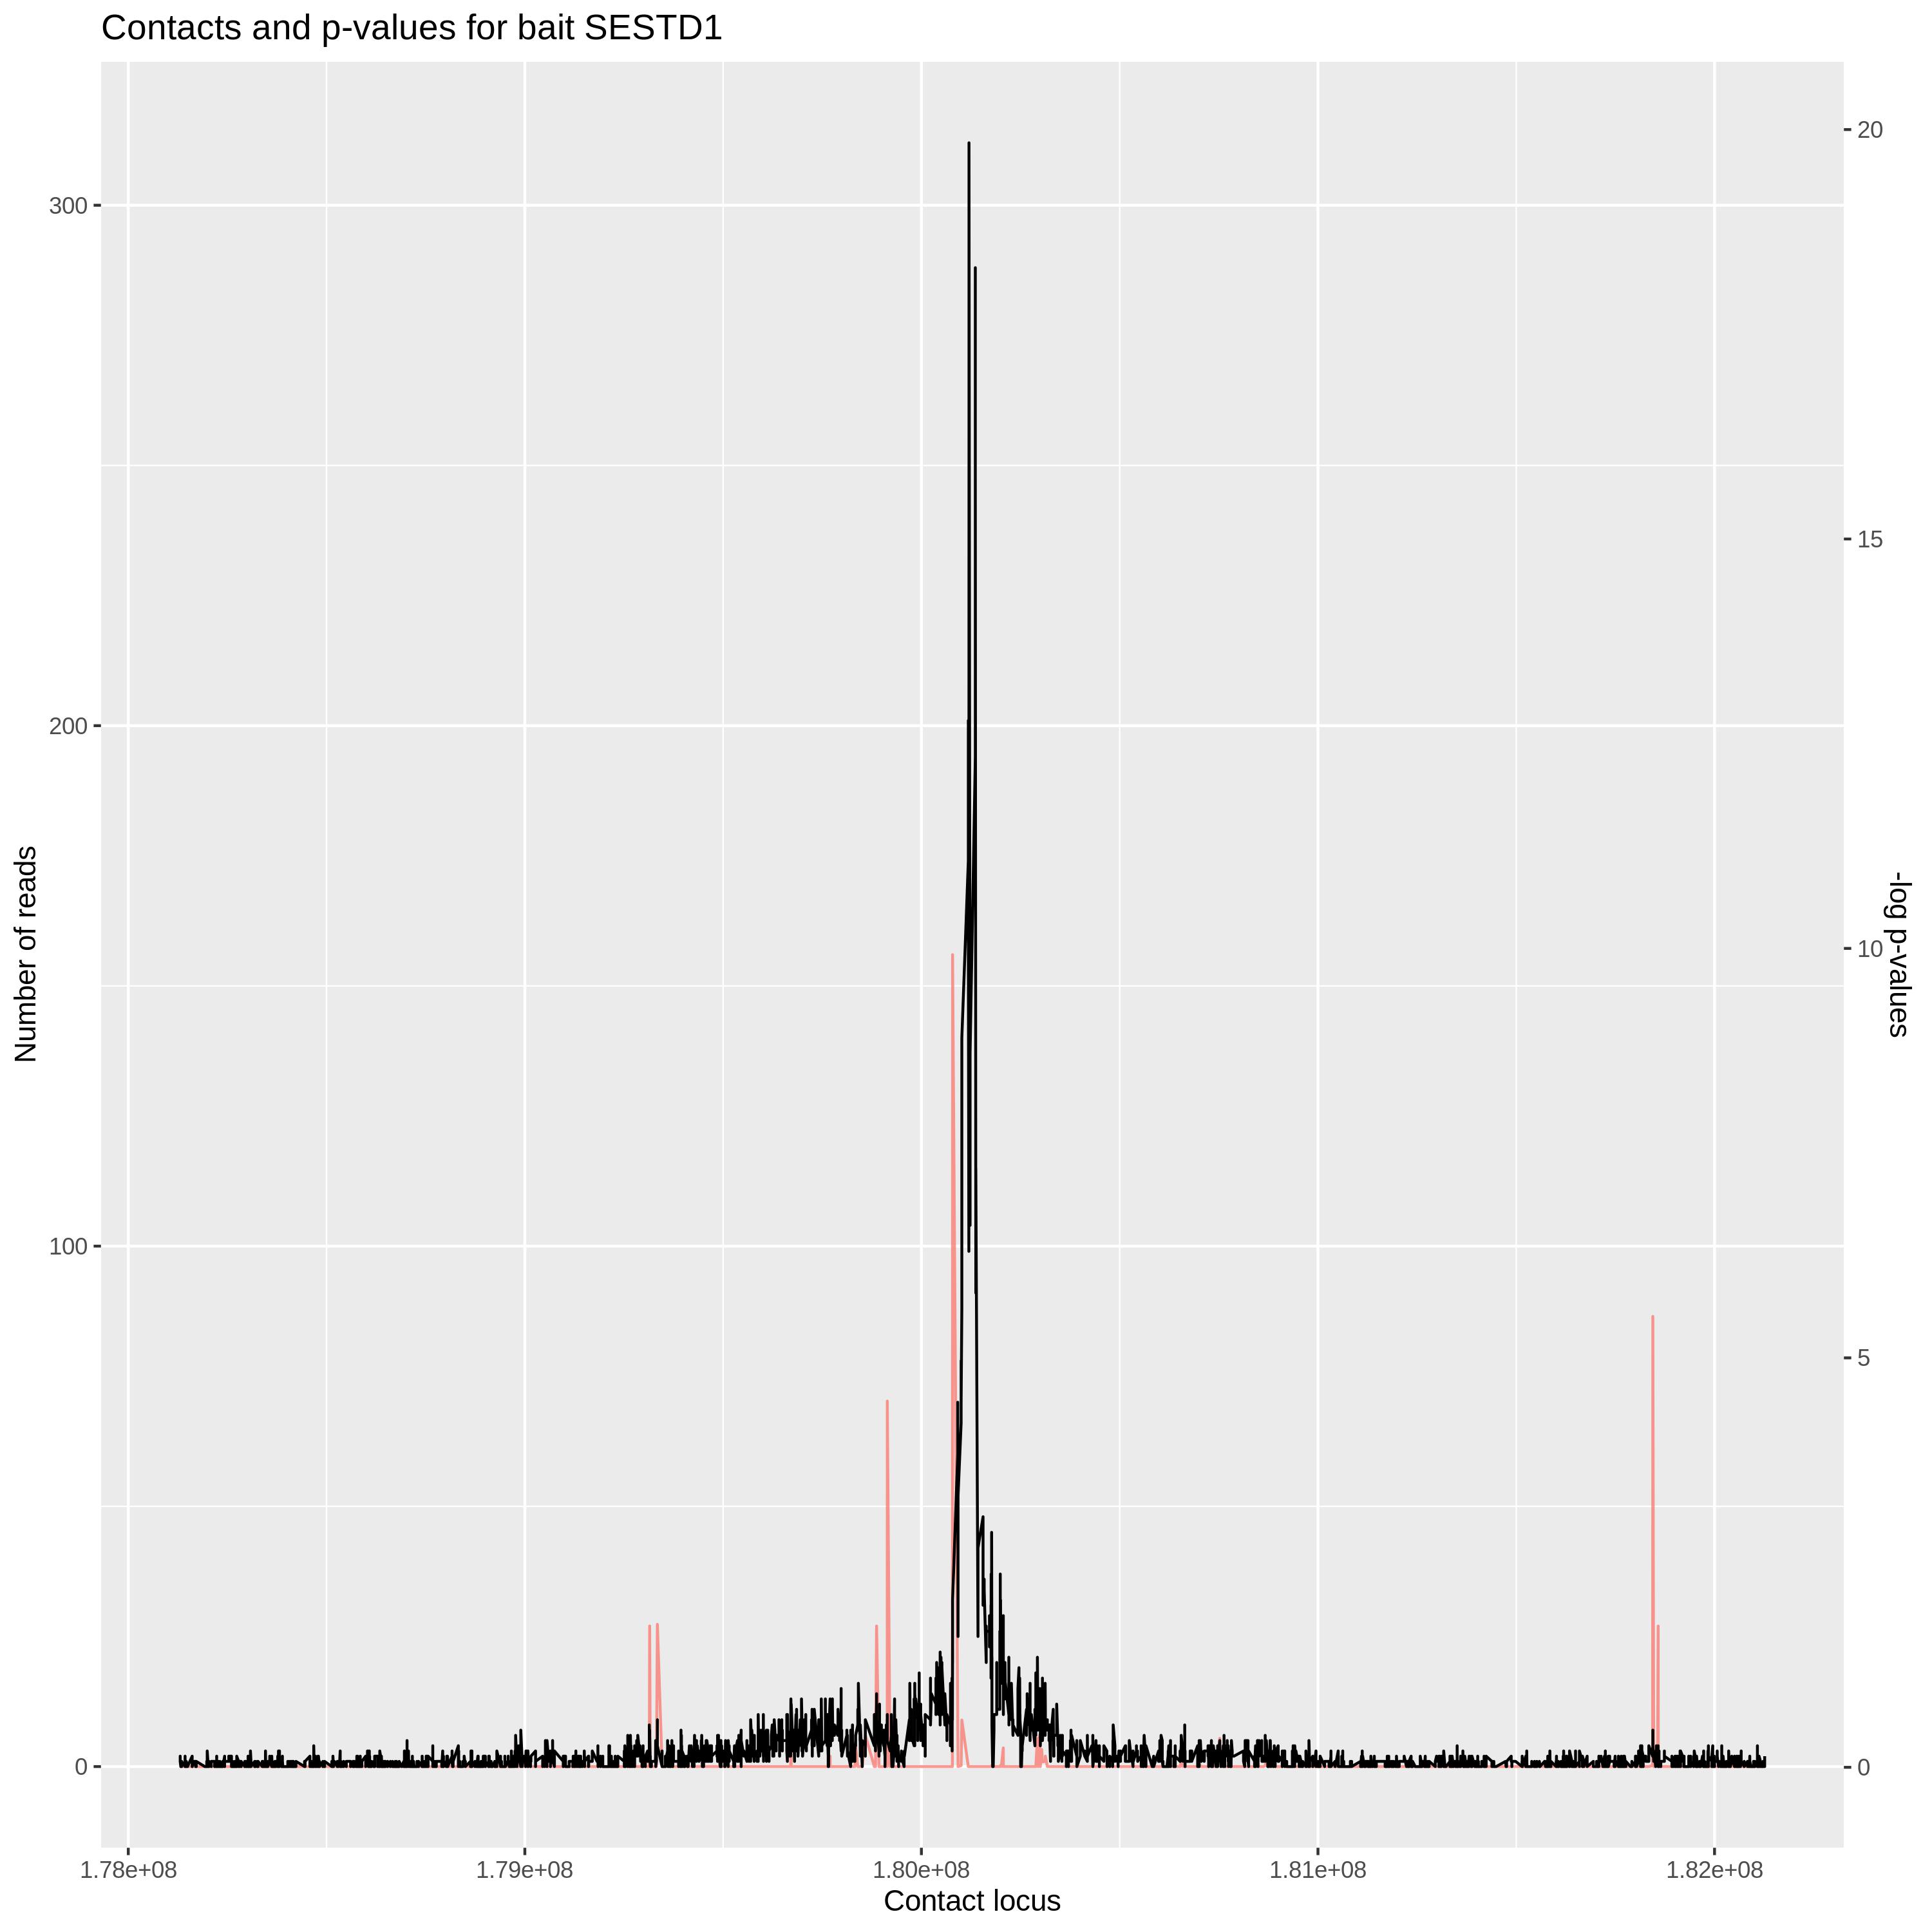 Contacts and p-values for bait SESTD1
Number of reads
300
200
100
0
20
15
10
5
0
-log p-values
1.78e+08
1.79e+08
1.80e+08
1.81e+08
1.82e+08
Contact locus